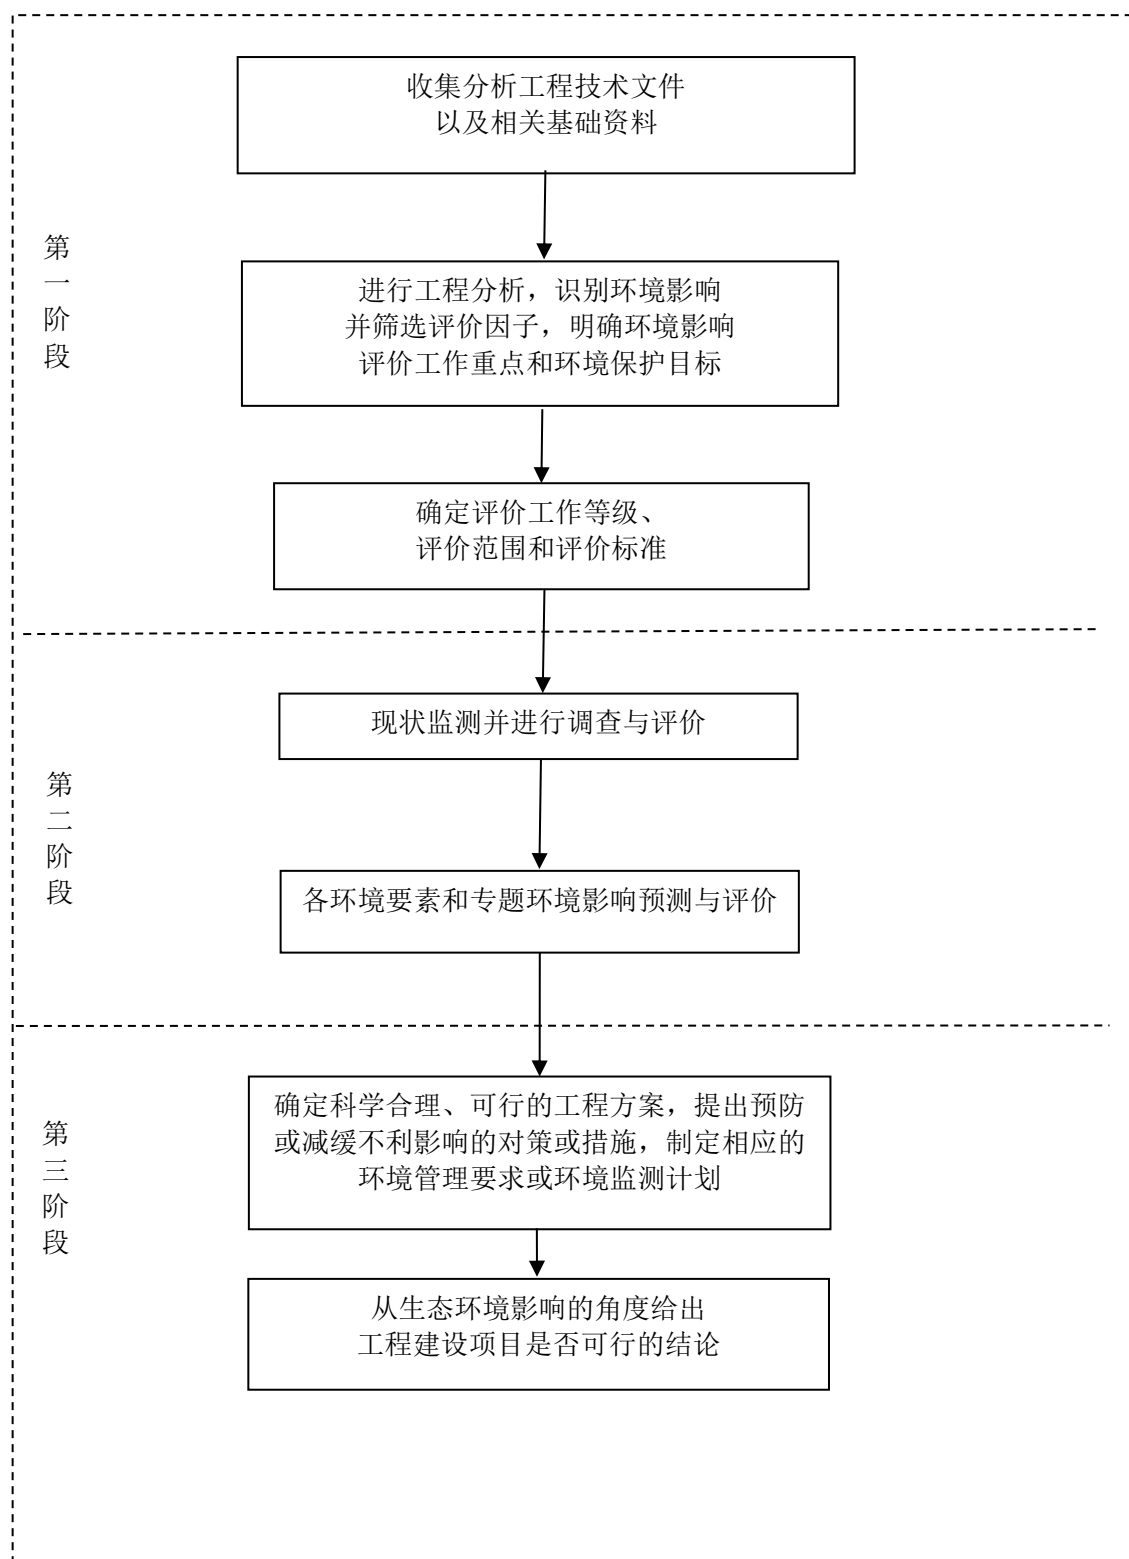 收集分析工程技术文件
以及相关基础资料
第一阶段
进行工程分析，识别环境影响
并筛选评价因子，明确环境影响
评价工作重点和环境保护目标
确定评价工作等级、
评价范围和评价标准
现状监测并进行调查与评价
第二阶段
各环境要素和专题环境影响预测与评价
确定科学合理、可行的工程方案，提出预防
或减缓不利影响的对策或措施，制定相应的
环境管理要求或环境监测计划
第三阶段
从生态环境影响的角度给出
工程建设项目是否可行的结论